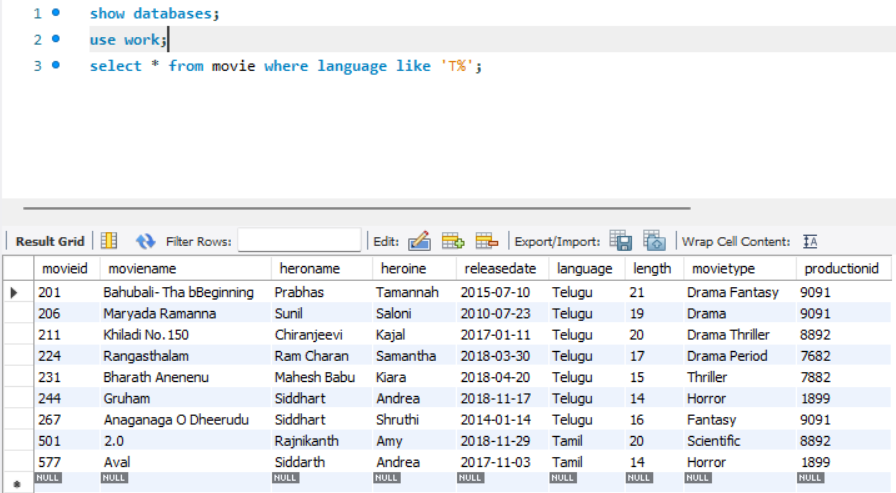 1 show databases;
2 use work;
3 select * from movie where language like 'T%';
Result Grid Filter Rows: Edit: Export/Import: Wrap Cell Content: IA
movieid moviename heroname heroine releasedate language length movietype productionid
201 Bahubali- Tha bBeginning Prabhas Tamannah 2015-07-10 Telugu 21 Drama Fantasy 9091
206 Maryada Ramanna Sunil Saloni 2010-07-23 Telugu 19 Drama 9091
211 Khiladi No.150 Chiranjeevi Kajal 2017-01-11 Telugu 20 Drama Thriller 8892
224 Rangasthalam Ram Charan Samantha 2018-03-30 Telugu 17 Drama Period 7682
231 Bharath Anenenu Mahesh Babu Kiara 2018-04-20 Telugu 15 Thriller 7882
244 Gruham Siddhart Andrea 2018-11-17 Telugu 14 Horror 1899
267 Anaganaga O Dheerudu Siddhart Shruthi 2014-01-14 Telugu 16 Fantasy 9091
501 2.0 Rajnikanth Amy 2018-11-29 Tamil 20 Scientific 8892
577 Aval Siddarth Andrea 2017-11-03 Tamil 14 Horror 1899
NULL NULL NULL NULL NULL NULL NULL NULL NULL